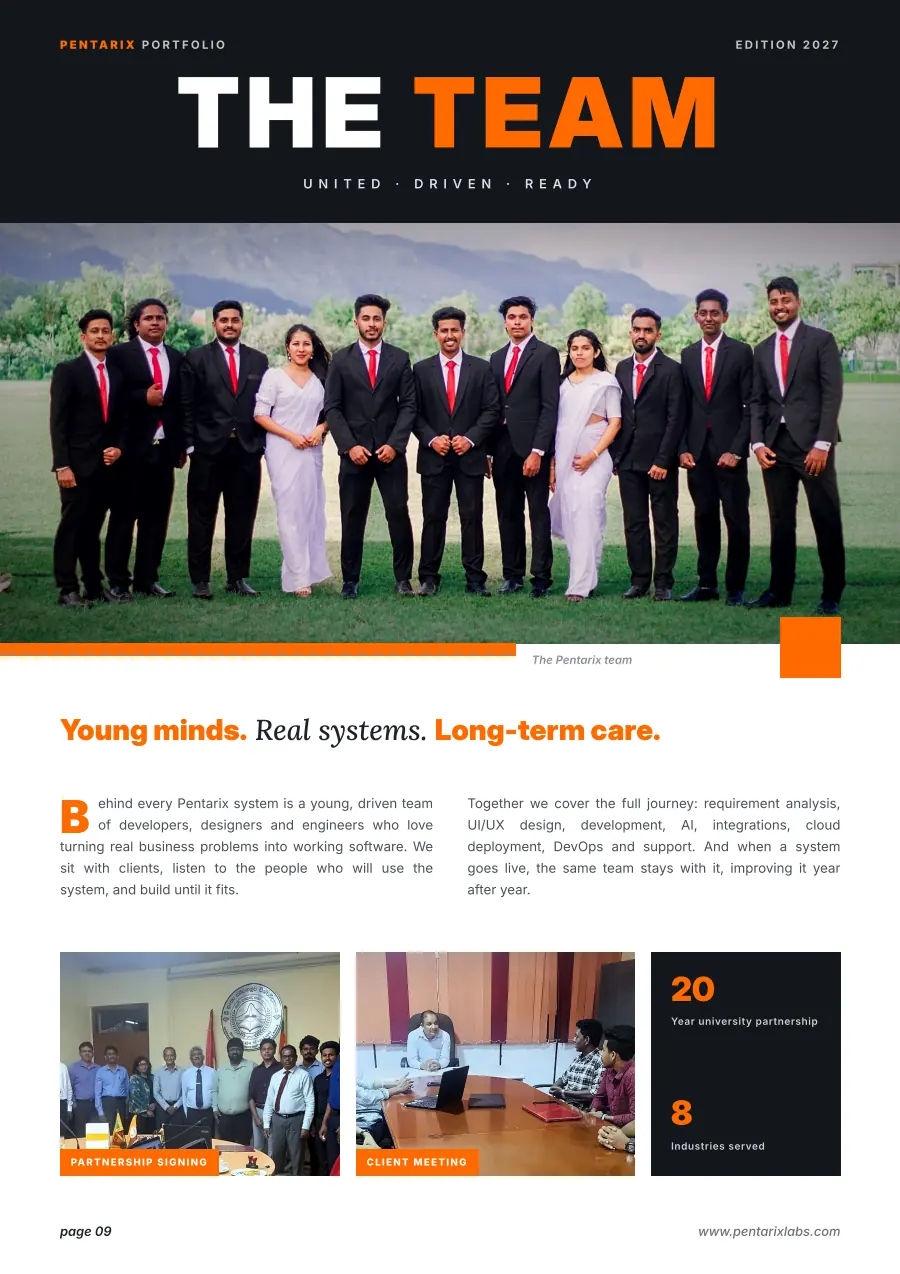 PENTARIX PORTFOLIO
EDITION 2027
THE TEAM
UNITED · DRIVEN · READY
The Pentarix team
Young minds. Real systems. Long-term care.
Behind every Pentarix system is a young, driven team
of developers, designers and engineers who love
turning real business problems into working software. We
sit with clients, listen to the people who will use the
system, and build until it fits.
Together we cover the full journey: requirement analysis,
UI/UX design, development, AI, integrations, cloud
deployment, DevOps and support. And when a system
goes live, the same team stays with it, improving it year
after year.
PARTNERSHIP SIGNING
CLIENT MEETING
20
Year university partnership
8
Industries served
page 09
www.pentarixlabs.com